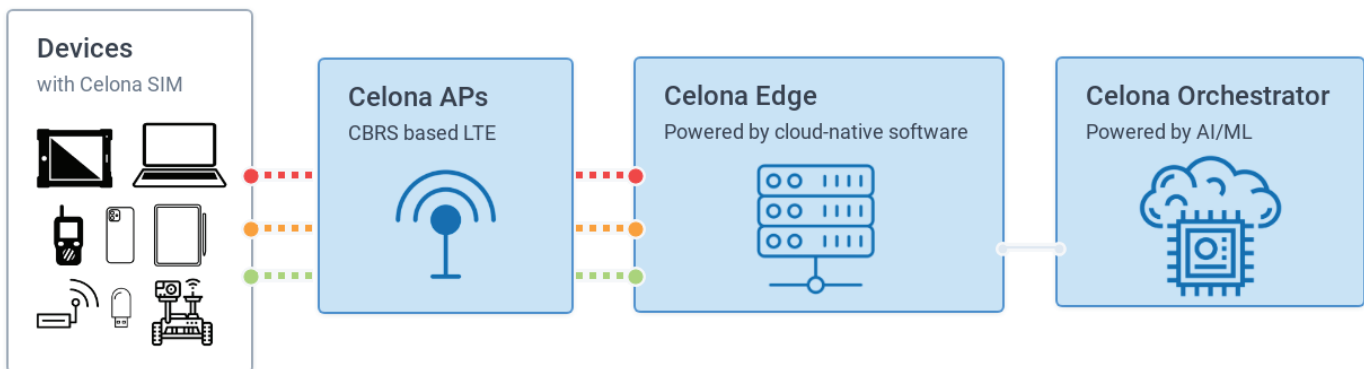 Devices
with Celona SIM
Celona APs
CBRS based LTE
Celona Edge
Powered by cloud-native software
Celona Orchestrator
Powered by AI/ML